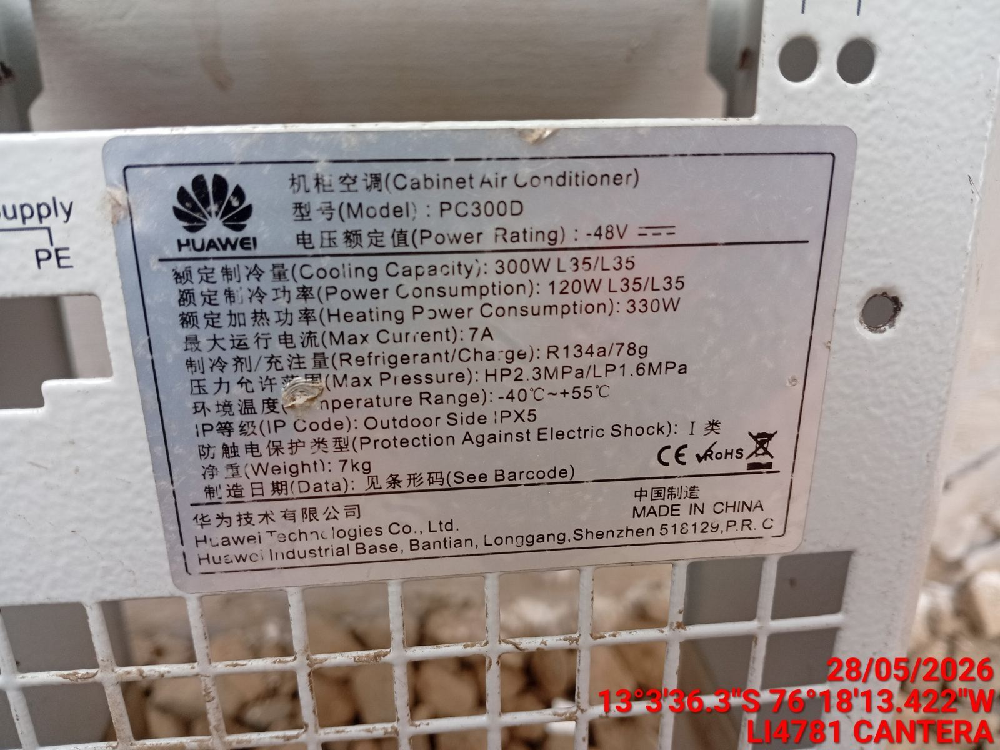 upply
PE
HUAWEI
机柜空调(Cabinet Air Conditioner)
型号(Model) : PC300D
电压额定值(Power Rating) : -48V
额定制冷量(Cooling Capacity): 300W L35/L35
额定制冷功率(Power Consumption): 120W L35/L35
额定加热功率(Heating Power Consumption): 330W
最大运行电流(Max Current): 7A
制冷剂/充注量(Refrigerant/Charge): R134a/78g
压力允许范围(Max Pressure): HP2.3MPa/LP1.6MPa
环境温度( mperature Range): -40℃~+55℃
IP等级(IP Code): Outdoor Side IPX5
防触电保护类型(Protection Against Electric Shock): I 类
净重(Weight): 7kg
CE RoHS
制造日期(Data): 见条形码(See Barcode)
华为技术有限公司
Huawei Technologies Co., Ltd.
Huawei Industrial Base, Bantian, Longgang,Shenzhen 518129,P.R. C
中国制造
MADE IN CHINA
28/05/2026
13°3'36.3"S 76°18'13.422"W
LI4781 CANTERA